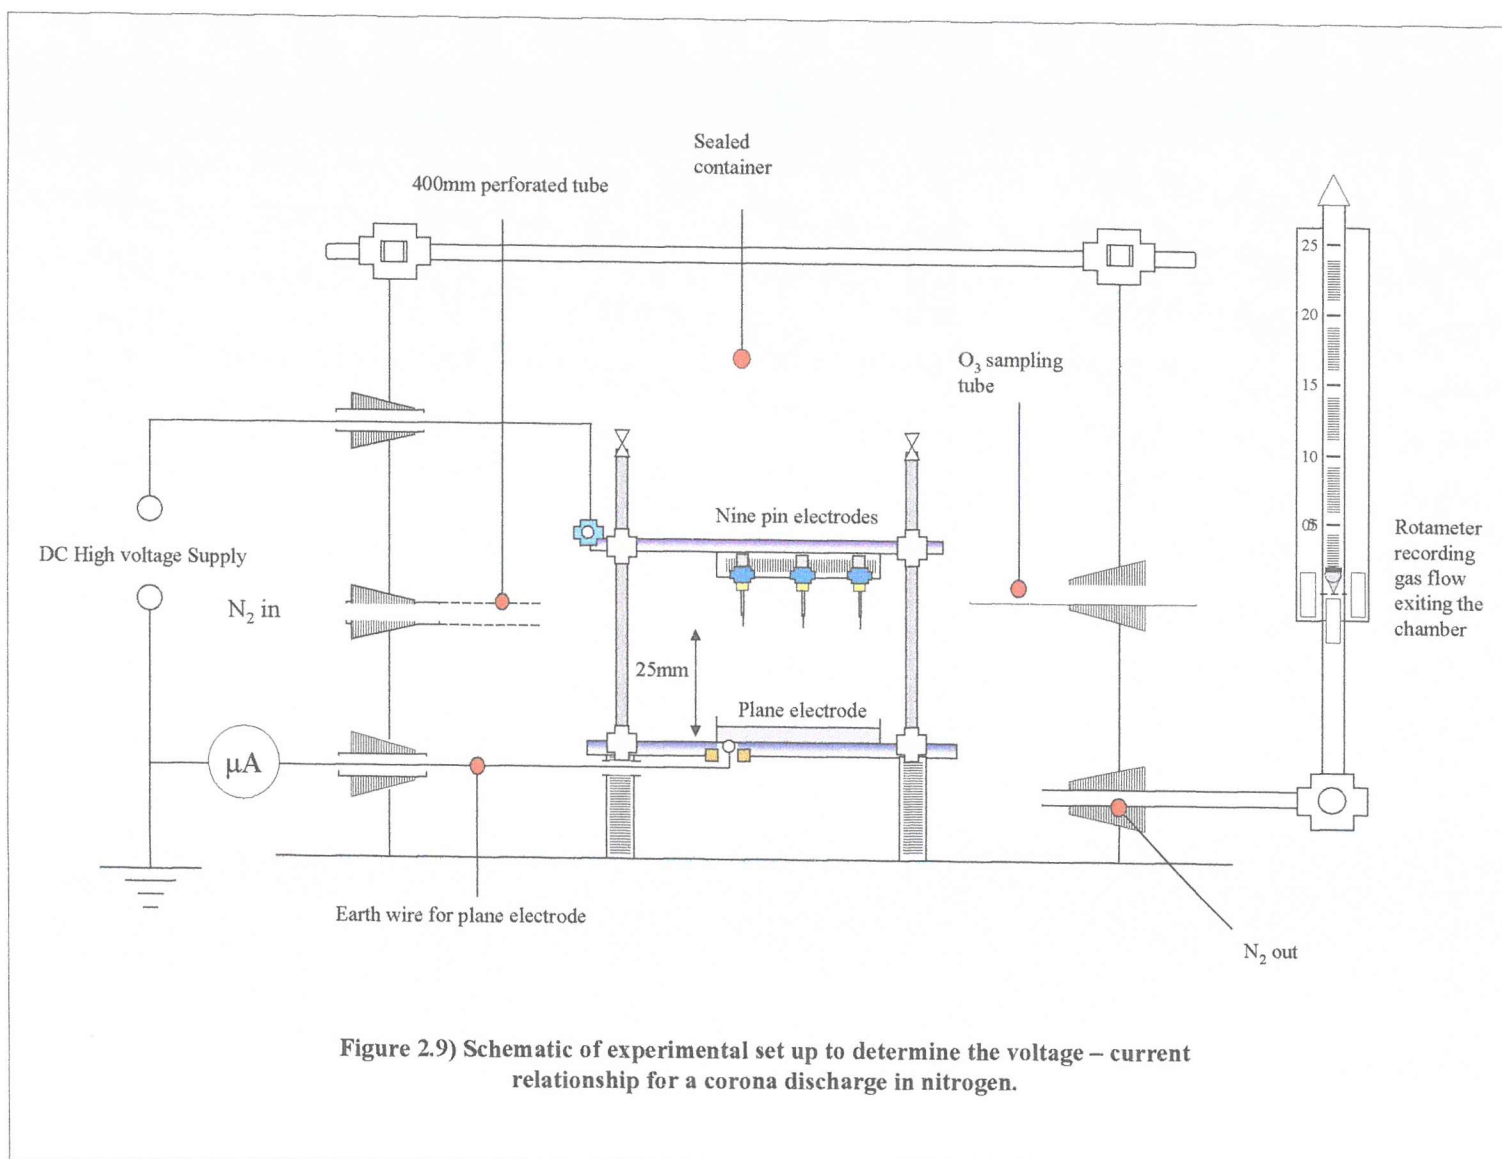 Sealed
container
400mm perforated tube
25
20
O₃ sampling
tube
15
10
Nine pin electrodes
Rotameter
recording
gas flow
exiting the
chamber
DC High voltage Supply
N₂ in
25mm
Plane electrode
µA
Earth wire for plane electrode
N₂ out
Figure 2.9) Schematic of experimental set up to determine the voltage – current
relationship for a corona discharge in nitrogen.